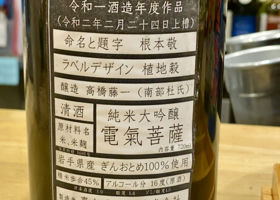 令和一酒造年度作品
(令和二年二月二十四日上槽)
命名と題字 根本敬
ラベルデザイン 植地毅
醸造 高橋藤一(南部杜氏)
清酒 純米大吟醸
原材料名 米、米麹
電氣菩薩
内容量 720ml
岩手県産 ぎんおとめ100%使用
精米歩合45% アルコール分 16度(原酒)